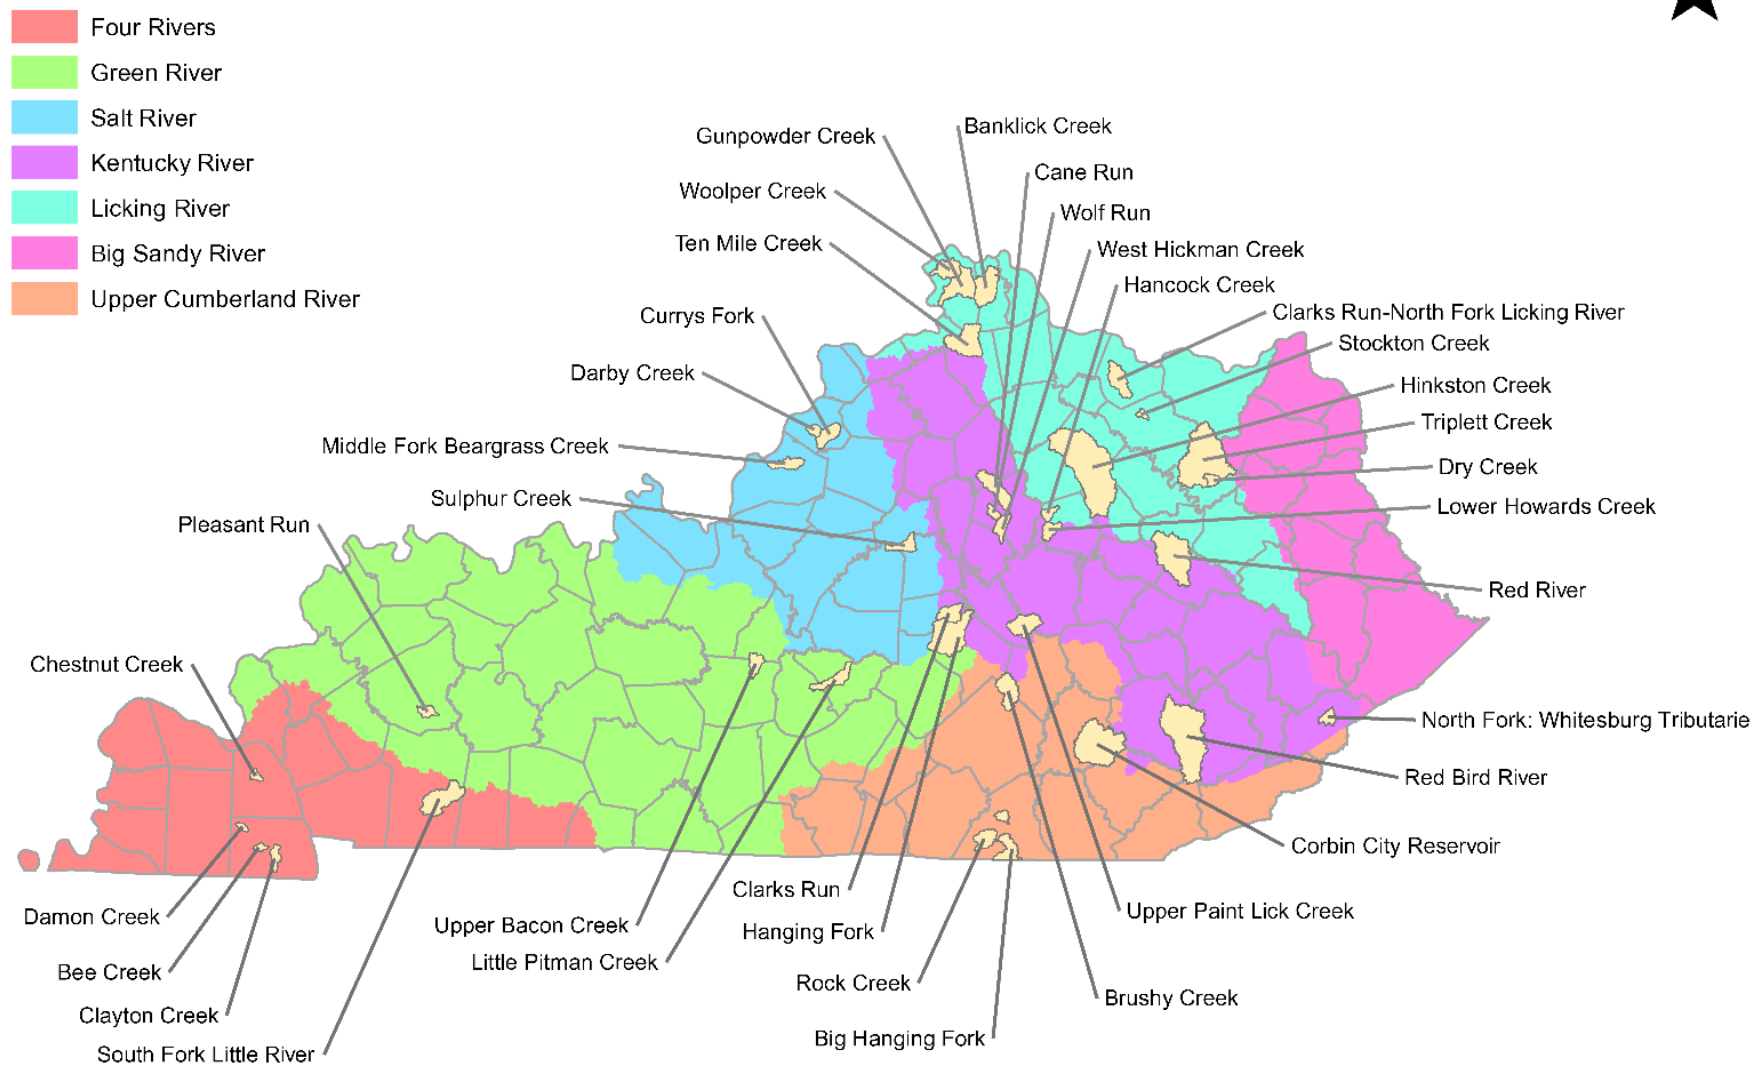 Four Rivers
Green River
Salt River
Kentucky River
Licking River
Big Sandy River
Upper Cumberland River
Banklick Creek
Gunpowder Creek
Cane Run
Woolper Creek
Wolf Run
Ten Mile Creek
West Hickman Creek
Hancock Creek
Clarks Run-North Fork Licking River
Currys Fork
Stockton Creek
Darby Creek
Hinkston Creek
Triplett Creek
Middle Fork Beargrass Creek
Dry Creek
Sulphur Creek
Lower Howards Creek
Pleasant Run
Red River
Chestnut Creek
North Fork: Whitesburg Tributarie
Red Bird River
Corbin City Reservoir
Clarks Run
Upper Paint Lick Creek
Damon Creek
Upper Bacon Creek
Hanging Fork
Little Pitman Creek
Bee Creek
Rock Creek
Brushy Creek
Clayton Creek
Big Hanging Fork
South Fork Little River